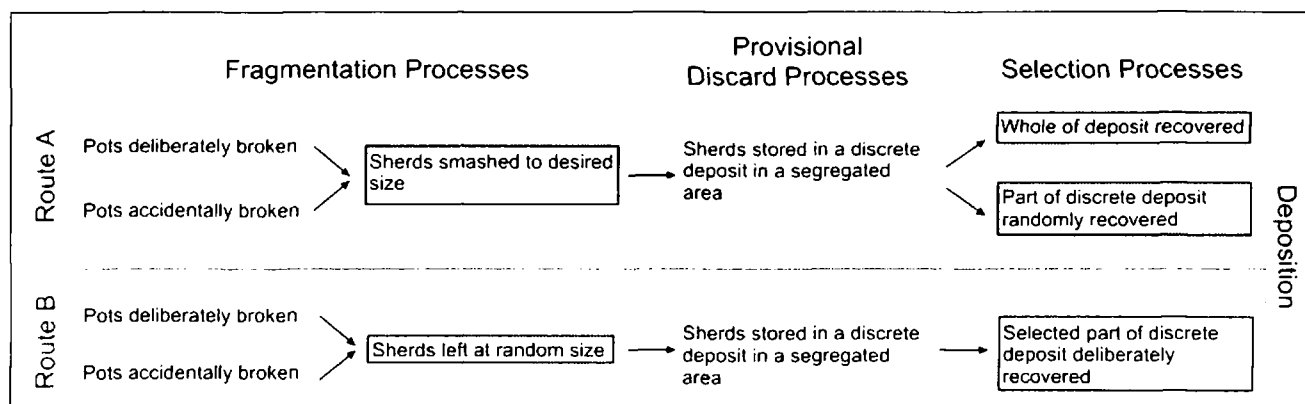 Fragmentation Processes
Provisional
Discard Processes
Selection Processes
Route A
Pots deliberately broken
Pots accidentally broken
Sherds smashed to desired
size
Sherds stored in a discrete
deposit in a segregated
area
Whole of deposit recovered
Part of discrete deposit
randomly recovered
Route B
Pots deliberately broken
Pots accidentally broken
Sherds left at random size
Sherds stored in a discrete
deposit in a segregated
area
Selected part of discrete
deposit deliberately
recovered
Deposition